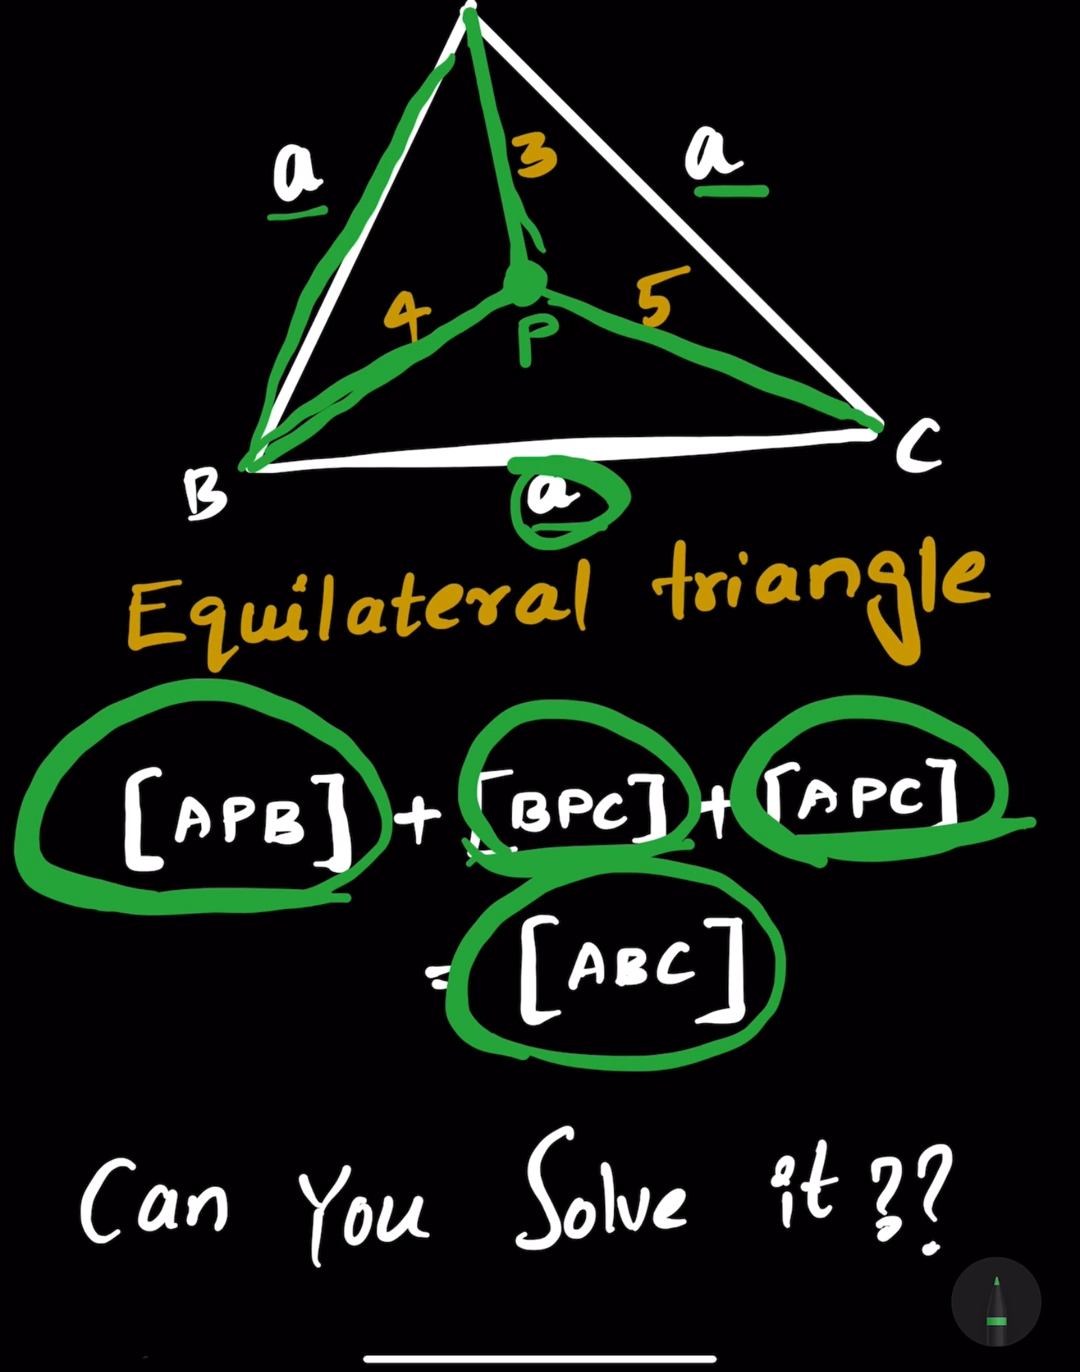 a
3
a
4
5
P
B
C
a
Equilateral triangle
[APB] + [BPC] + [APC]
= [ABC]
Can You Solve it??